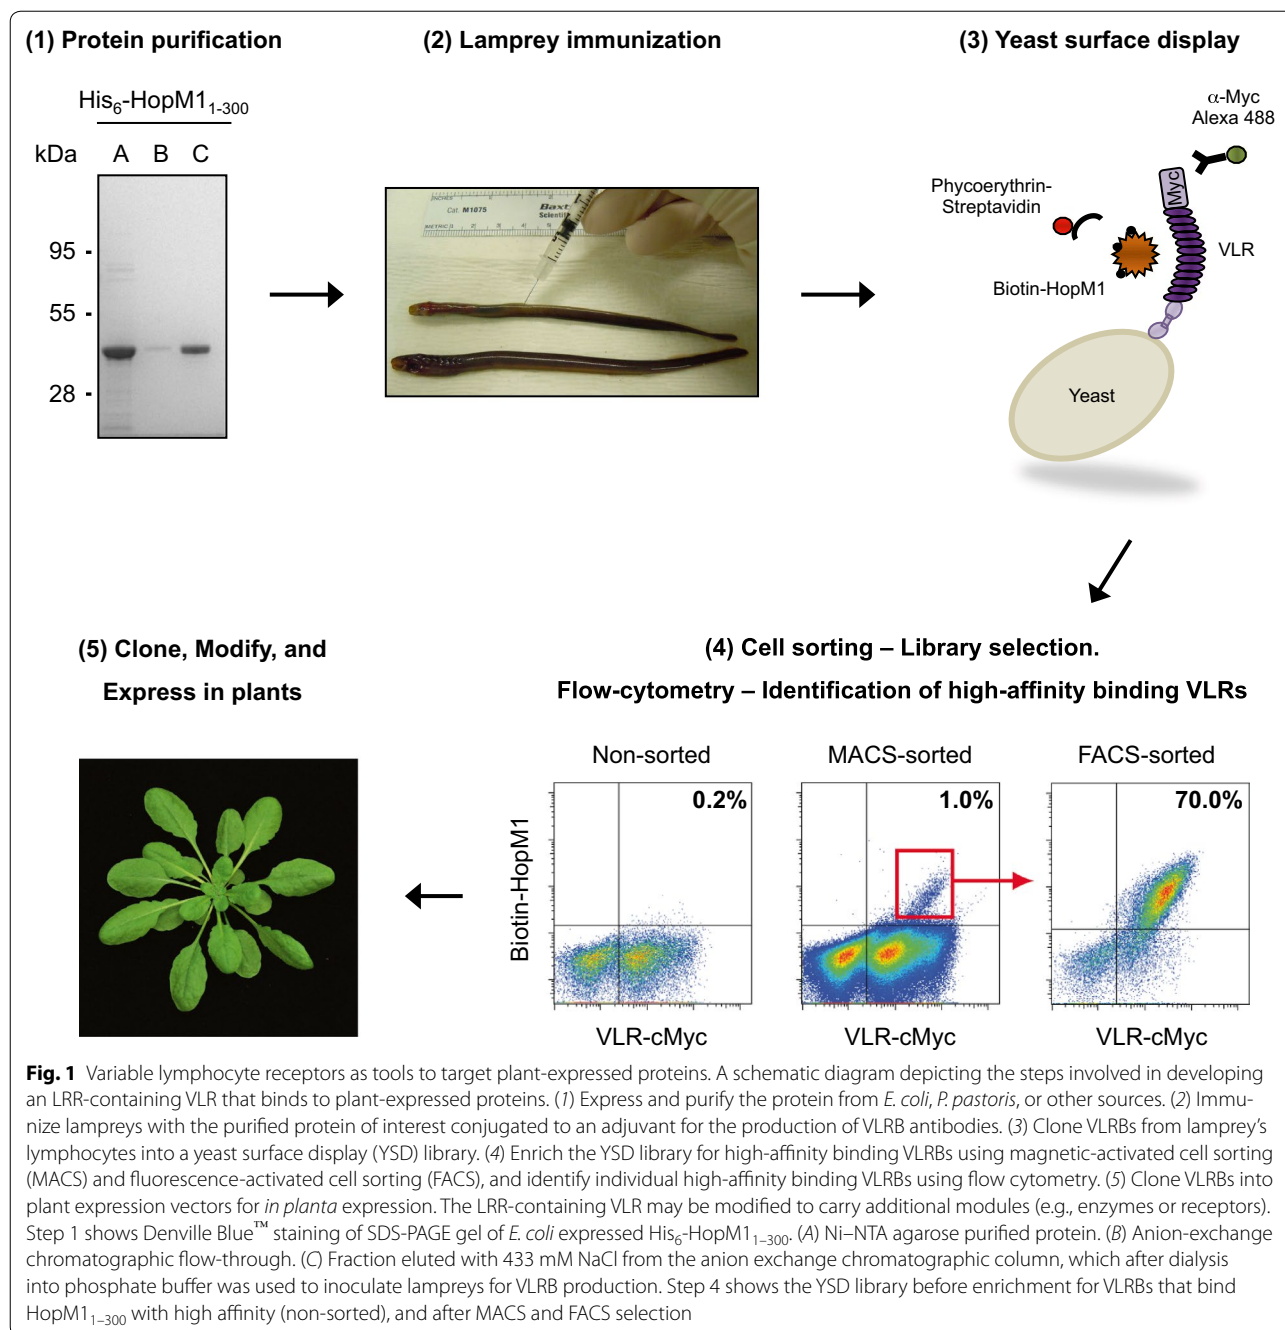 (1) Protein purification
(2) Lamprey immunization
(3) Yeast surface display
His6-HopM11-300
kDa
A B C
95 -
55 -
28 -
INCHES
Cat. M1075
Baxt
Scientif
METRIC
α-Myc
Alexa 488
Myc
Phycoerythrin-
Streptavidin
VLR
Biotin-HopM1
Yeast
(5) Clone, Modify, and
Express in plants
(4) Cell sorting – Library selection.
Flow-cytometry – Identification of high-affinity binding VLRs
Non-sorted
MACS-sorted
FACS-sorted
0.2%
1.0%
70.0%
Biotin-HopM1
VLR-cMyc
VLR-cMyc
VLR-cMyc
Fig. 1 Variable lymphocyte receptors as tools to target plant-expressed proteins. A schematic diagram depicting the steps involved in developing
an LRR-containing VLR that binds to plant-expressed proteins. (1) Express and purify the protein from E. coli, P. pastoris, or other sources. (2) Immu-
nize lampreys with the purified protein of interest conjugated to an adjuvant for the production of VLRB antibodies. (3) Clone VLRBs from lamprey’s
lymphocytes into a yeast surface display (YSD) library. (4) Enrich the YSD library for high-affinity binding VLRBs using magnetic-activated cell sorting
(MACS) and fluorescence-activated cell sorting (FACS), and identify individual high-affinity binding VLRBs using flow cytometry. (5) Clone VLRBs into
plant expression vectors for in planta expression. The LRR-containing VLR may be modified to carry additional modules (e.g., enzymes or receptors).
Step 1 shows Denville Blue™ staining of SDS-PAGE gel of E. coli expressed His6-HopM11–300. (A) Ni–NTA agarose purified protein. (B) Anion-exchange
chromatographic flow-through. (C) Fraction eluted with 433 mM NaCl from the anion exchange chromatographic column, which after dialysis
into phosphate buffer was used to inoculate lampreys for VLRB production. Step 4 shows the YSD library before enrichment for VLRBs that bind
HopM11–300 with high affinity (non-sorted), and after MACS and FACS selection